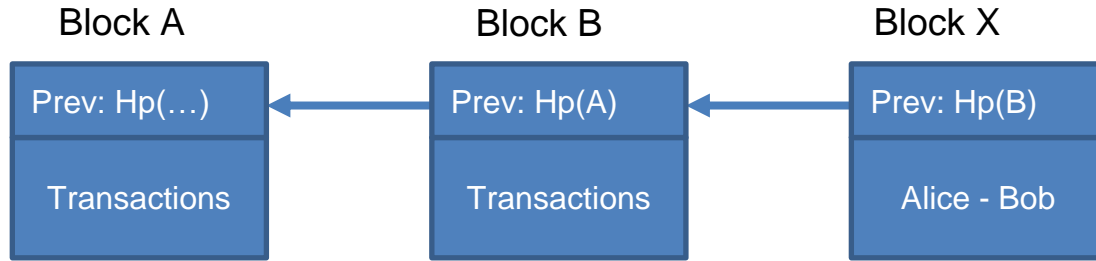 Block A
Block B
Block X
Prev: Hp(…)
Prev: Hp(A)
Prev: Hp(B)
Transactions
Transactions
Alice - Bob